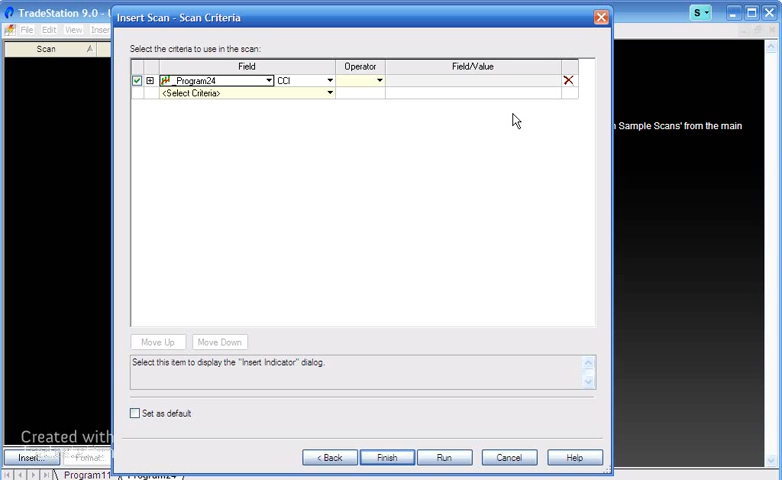 TradeStation 9.0 - U
Insert Scan - Scan Criteria
S
File Edit View Insert
Scan
Select the criteria to use in the scan:
Field Operator Field/Value
_Program24 CCI
<Select Criteria>
n Sample Scans' from the main
Move Up Move Down
Select this item to display the "Insert Indicator" dialog.
Set as default
Created with
Insert... Format...
< Back Finish Run Cancel Help
Program11 Program24